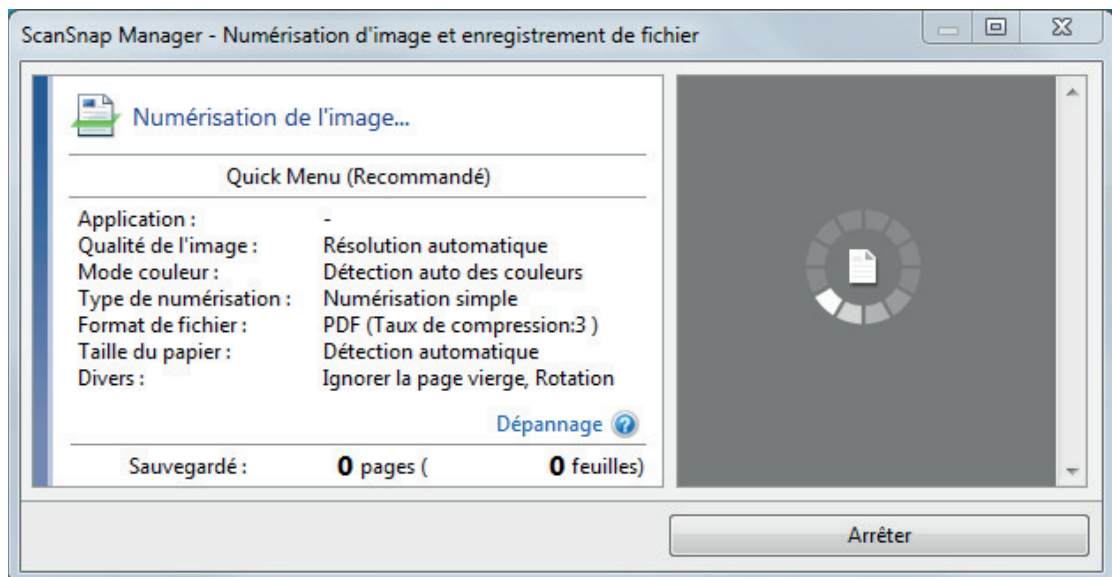 ScanSnap Manager - Numérisation d'image et enregistrement de fichier
Numérisation de l'image...
Quick Menu (Recommandé)
Application : -
Qualité de l'image : Résolution automatique
Mode couleur : Détection auto des couleurs
Type de numérisation : Numérisation simple
Format de fichier : PDF (Taux de compression:3 )
Taille du papier : Détection automatique
Divers : Ignorer la page vierge, Rotation
Dépannage
Sauvegardé : 0 pages ( 0 feuilles)
Arrêter